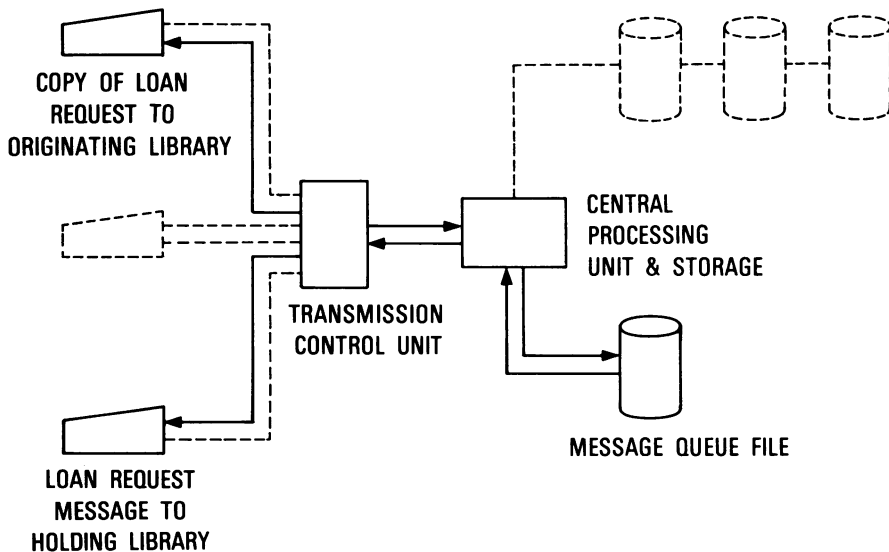 COPY OF LOAN
REQUEST TO
ORIGINATING LIBRARY
CENTRAL
PROCESSING
UNIT & STORAGE
TRANSMISSION
CONTROL UNIT
MESSAGE QUEUE FILE
LOAN REQUEST
MESSAGE TO
HOLDING LIBRARY